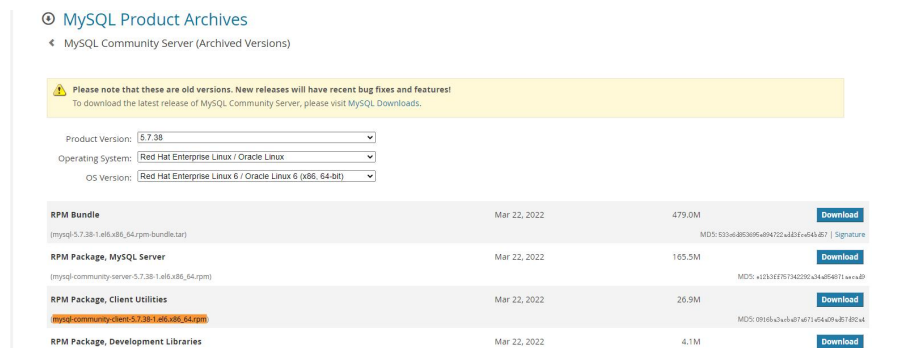 MySQL Product Archives
MySQL Community Server (Archived Versions)
Please note that these are old versions. New releases will have recent bug fixes and features!
To download the latest release of MySQL Community Server, please visit MySQL Downloads.
Product Version: 5.7.38
Operating System: Red Hat Enterprise Linux / Oracle Linux
OS Version: Red Hat Enterprise Linux 6 / Oracle Linux 6 (x86, 64-bit)
RPM Bundle Mar 22, 2022 479.0M Download
(mysql-5.7.38-1.el6.x86_64.rpm-bundle.tar) MD5: | Signature
RPM Package, MySQL Server Mar 22, 2022 165.5M Download
(mysql-community-server-5.7.38-1.el6.x86_64.rpm) MD5:
RPM Package, Client Utilities Mar 22, 2022 26.9M Download
(mysql-community-client-5.7.38-1.el6.x86_64.rpm) MD5:
RPM Package, Development Libraries Mar 22, 2022 4.1M Download